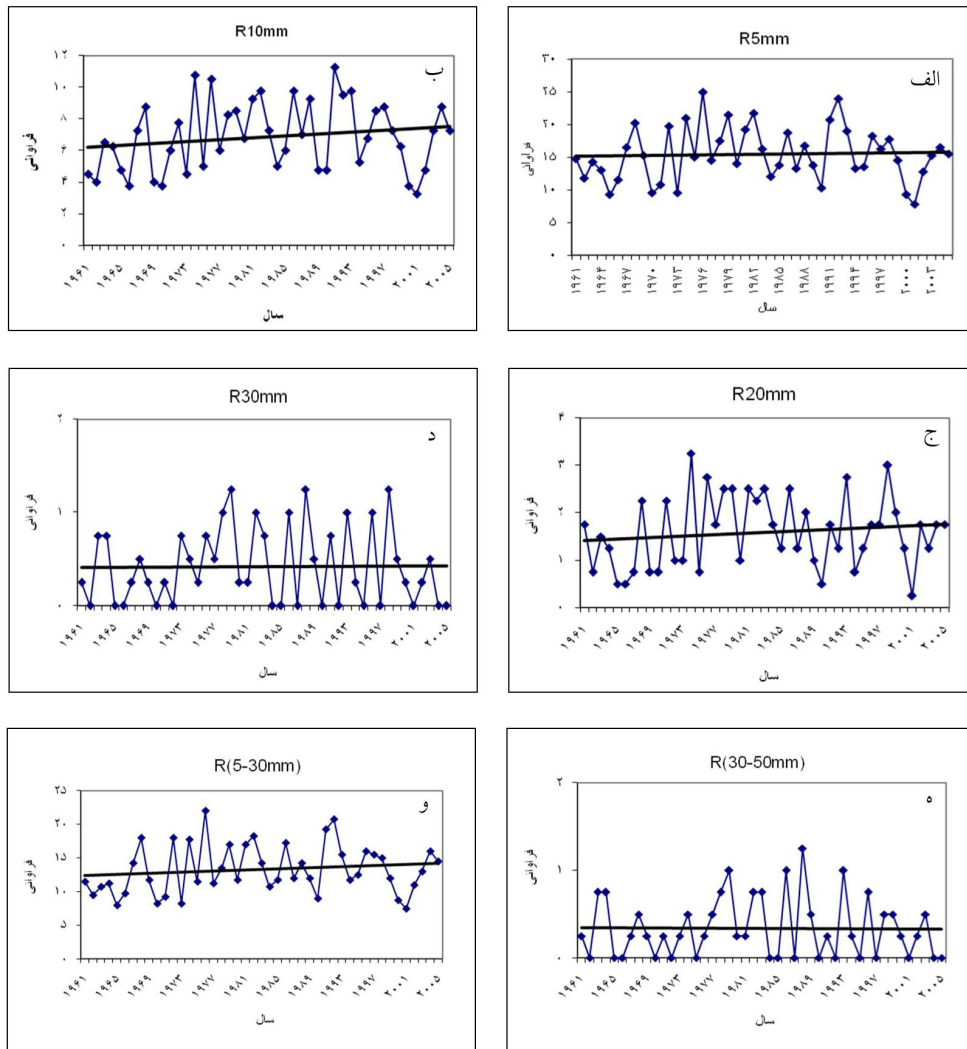 R5mm
الف
۳۰
۲۵
۲۰
۱۵
۱۰
۵
۰
فراوانی
۱۹۶۱ ۱۹۶۴ ۱۹۶۷ ۱۹۷۰ ۱۹۷۳ ۱۹۷۶ ۱۹۷۹ ۱۹۸۲ ۱۹۸۵ ۱۹۸۸ ۱۹۹۱ ۱۹۹۴ ۱۹۹۷ ۲۰۰۰ ۲۰۰۳
سال
R10mm
ب
۱۲
۱۰
۸
۶
۴
۲
۰
فراوانی
۱۹۶۱ ۱۹۶۵ ۱۹۶۹ ۱۹۷۳ ۱۹۷۷ ۱۹۸۱ ۱۹۸۵ ۱۹۸۹ ۱۹۹۳ ۱۹۹۷ ۲۰۰۱ ۲۰۰۵
سال
R20mm
ج
۴
۳
۲
۱
۰
فراوانی
۱۹۶۱ ۱۹۶۵ ۱۹۶۹ ۱۹۷۳ ۱۹۷۷ ۱۹۸۱ ۱۹۸۵ ۱۹۸۹ ۱۹۹۳ ۱۹۹۷ ۲۰۰۱ ۲۰۰۵
سال
R30mm
د
۲
۱
۰
فراوانی
۱۹۶۱ ۱۹۶۵ ۱۹۶۹ ۱۹۷۳ ۱۹۷۷ ۱۹۸۱ ۱۹۸۵ ۱۹۸۹ ۱۹۹۳ ۱۹۹۷ ۲۰۰۱ ۲۰۰۵
سال
R(30-50mm)
ه
۲
۱
۰
فراوانی
۱۹۶۱ ۱۹۶۵ ۱۹۶۹ ۱۹۷۳ ۱۹۷۷ ۱۹۸۱ ۱۹۸۵ ۱۹۸۹ ۱۹۹۳ ۱۹۹۷ ۲۰۰۱ ۲۰۰۵
سال
R(5-30mm)
و
۲۵
۲۰
۱۵
۱۰
۵
۰
فراوانی
۱۹۶۱ ۱۹۶۵ ۱۹۶۹ ۱۹۷۳ ۱۹۷۷ ۱۹۸۱ ۱۹۸۵ ۱۹۸۹ ۱۹۹۳ ۱۹۹۷ ۲۰۰۱ ۲۰۰۵
سال